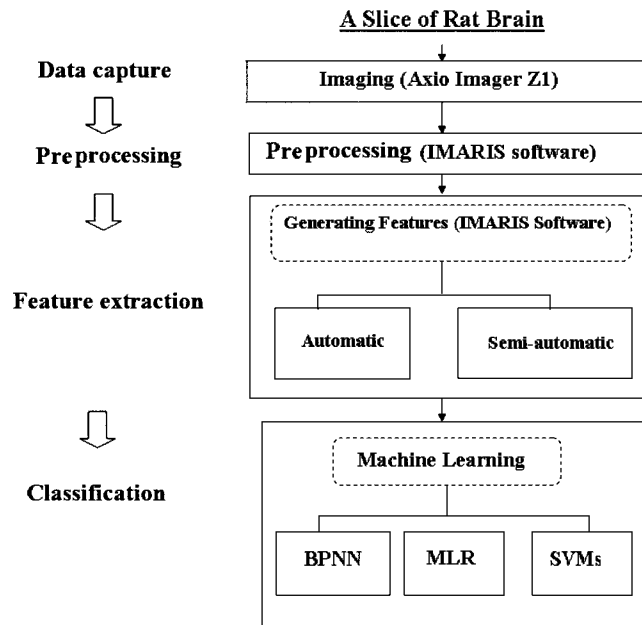 A Slice of Rat Brain
Data capture
Imaging (Axio Imager Z1)
Preprocessing
Preprocessing (IMARIS software)
Generating Features (IMARIS Software)
Feature extraction
Automatic
Semi-automatic
Machine Learning
Classification
BPNN
MLR
SVMs